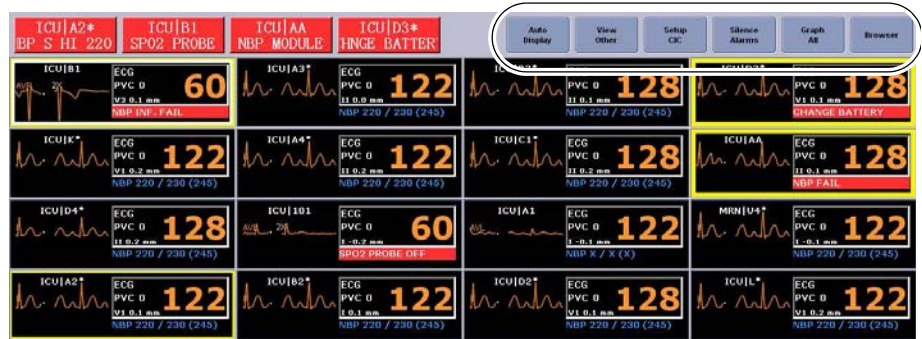 ICU|A2*
BP S HI 220
ICU|B1
SPO2 PROBE
ICU|AA
NBP MODULE
ICU|D3*
HNGE BATTER
Auto
Display
View
Other
Setup
CIC
Silence
Alarms
Graph
All
Browser
ICU|B1
ECG
PVC 0
V3 0.1 mm
60
NBP INF. FAIL
ICU|A3*
ECG
PVC 0
II 0.0 mm
122
NBP 220 / 230 (245)
PVC 0
II 0.1 mm
128
NBP 220 / 230 (245)
PVC 0
V1 0.1 mm
128
CHANGE BATTERY
ICU|K*
ECG
PVC 0
V1 0.2 mm
122
NBP 220 / 230 (245)
ICU|A4*
ECG
PVC 0
II 0.2 mm
122
NBP 220 / 230 (245)
ICU|C1*
ECG
PVC 0
II 0.2 mm
128
NBP 220 / 230 (245)
ICU|AA
ECG
PVC 0
II 0.1 mm
128
NBP FAIL
ICU|D4*
ECG
PVC 0
II 0.2 mm
128
NBP 220 / 230 (245)
ICU|101
AVR
ECG
PVC 0
I -0.2 mm
60
SPO2 PROBE OFF
ICU|A1
ECG
PVC 0
I -0.1 mm
122
NBP X / X (X)
MRN|U4*
ECG
PVC 0
I -0.1 mm
122
NBP 220 / 230 (245)
ICU|A2*
ECG
PVC 0
V1 0.1 mm
122
NBP 220 / 230 (245)
ICU|B2*
ECG
PVC 0
I 0.1 mm
122
NBP 220 / 230 (245)
ICU|D2*
ECG
PVC 0
V1 0.1 mm
128
NBP 220 / 230 (245)
ICU|L*
ECG
PVC 0
V1 0.2 mm
122
NBP 220 / 230 (245)